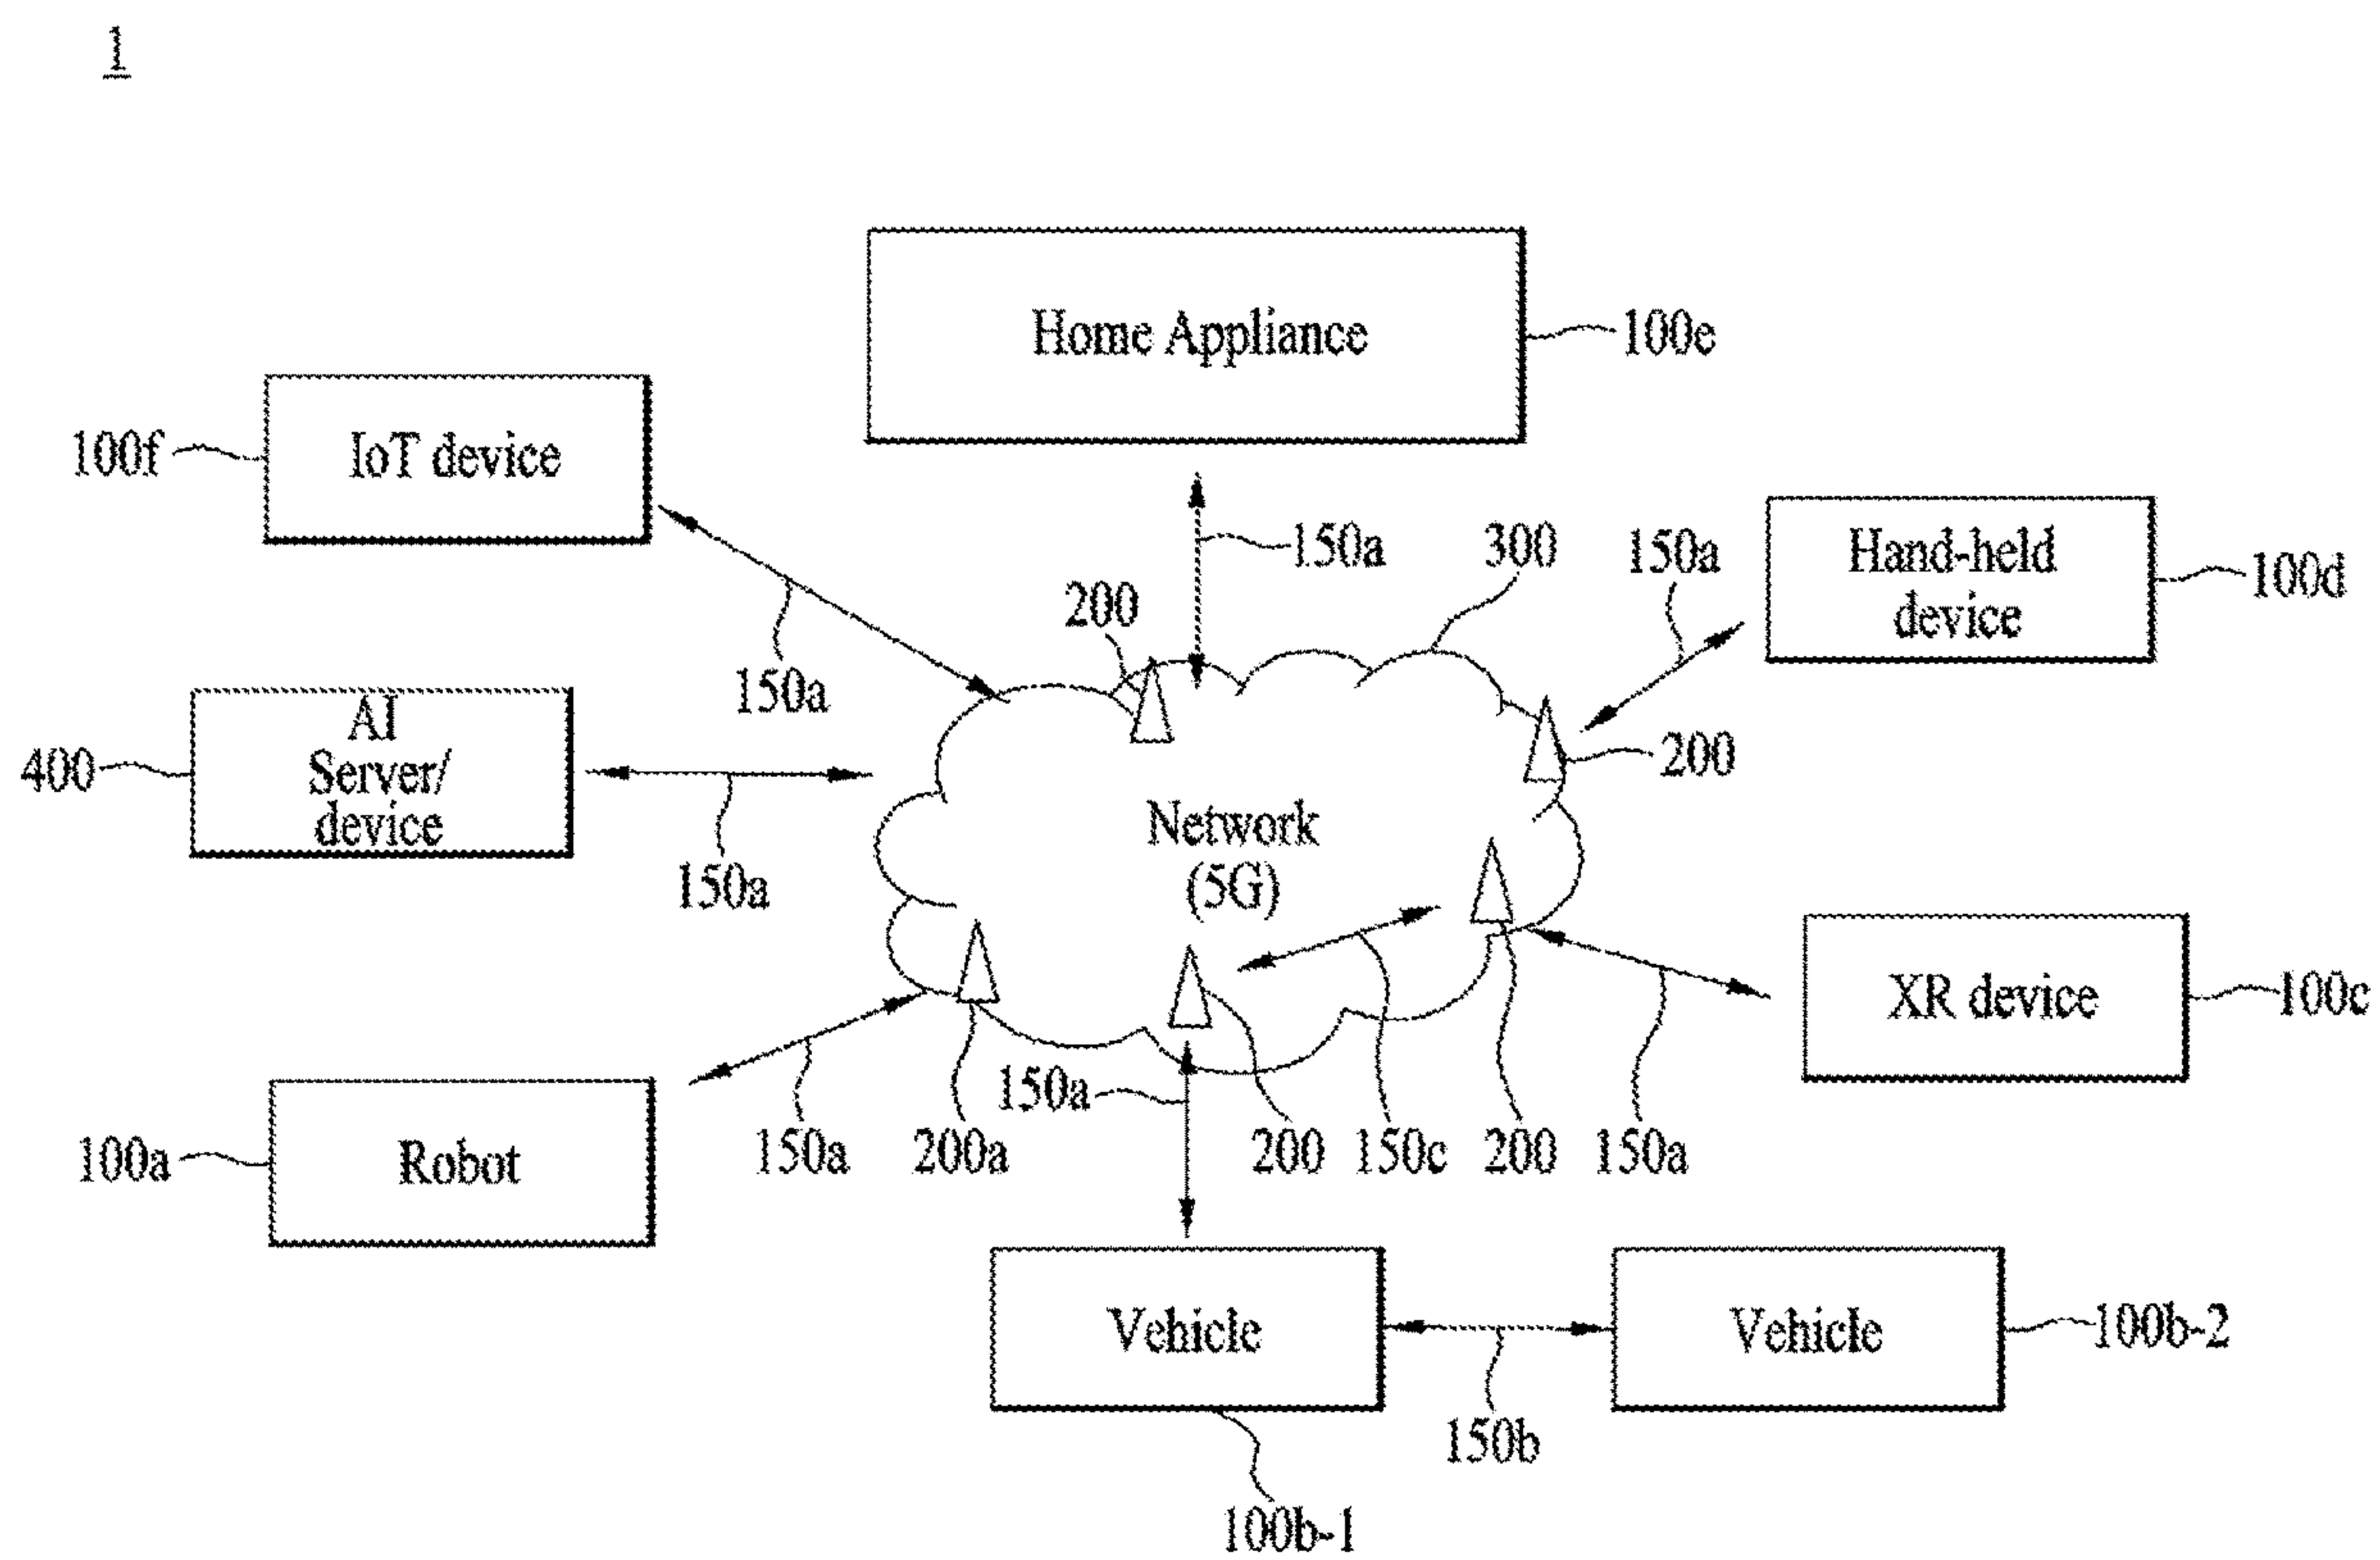 1
Home Appliance
100e
100f
IoT device
150a
300
150a
Hand-held
device
100d
200
150a
AI
Server/
device
400
150a
200
Network
(5G)
XR device
100c
100a
Robot
150a
200a
150a
200
150c
200
150a
Vehicle
Vehicle
100b-2
150b
100b-1